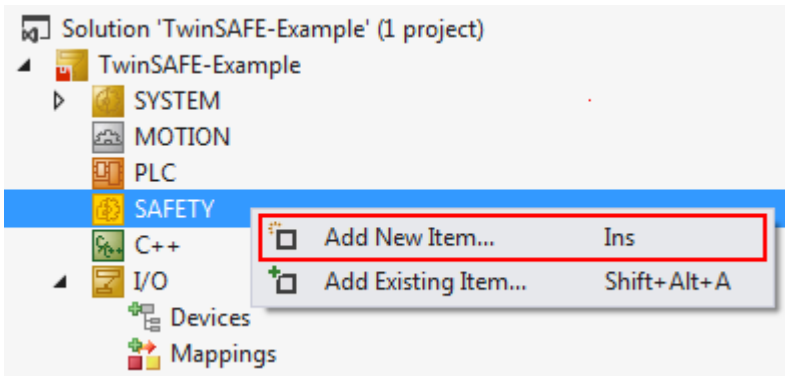 Solution 'TwinSAFE-Example' (1 project)
TwinSAFE-Example
SYSTEM
MOTION
PLC
SAFETY
Add New Item... Ins
C++
Add Existing Item... Shift+Alt+A
I/O
Devices
Mappings